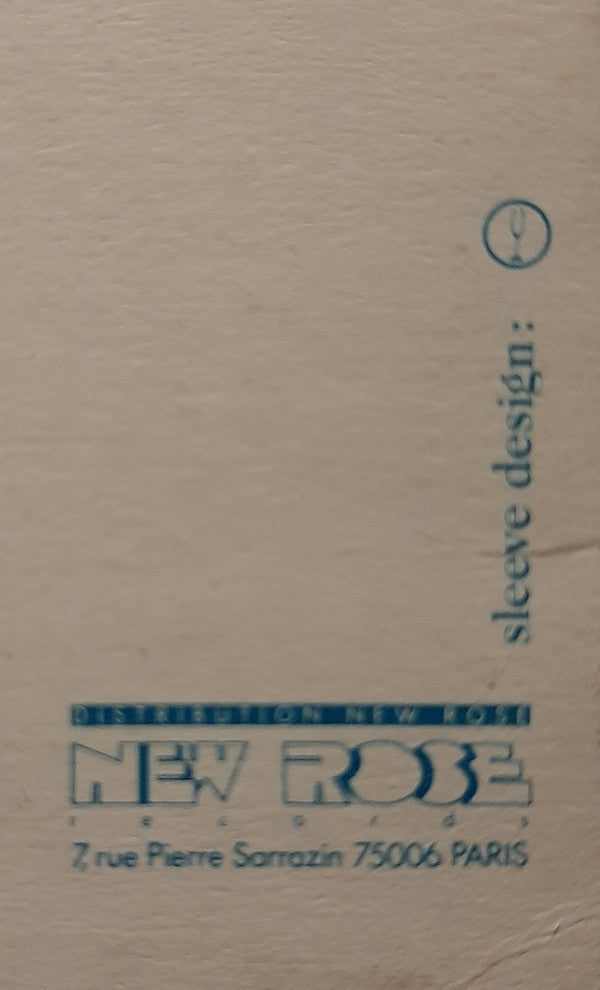 sleeve design:
DISTRIBUTION NEW ROSE
NEW ROSE
records
7 rue Pierre Sarrazin 75006 PARIS